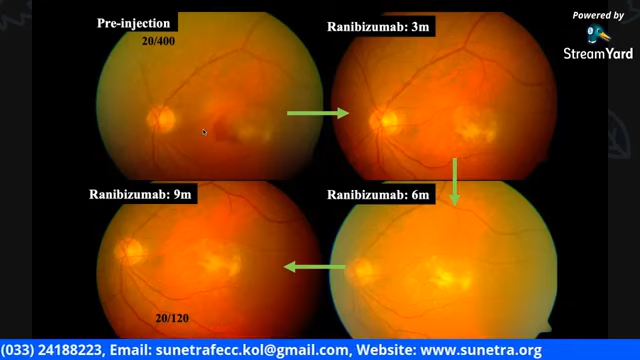 Pre-injection
20/400
Ranibizumab: 3m
Powered by
StreamYard
Ranibizumab: 9m
Ranibizumab: 6m
20/120
(033) 24188223, Email: sunetrafecc.kol@gmail.com, Website: www.sunetra.org